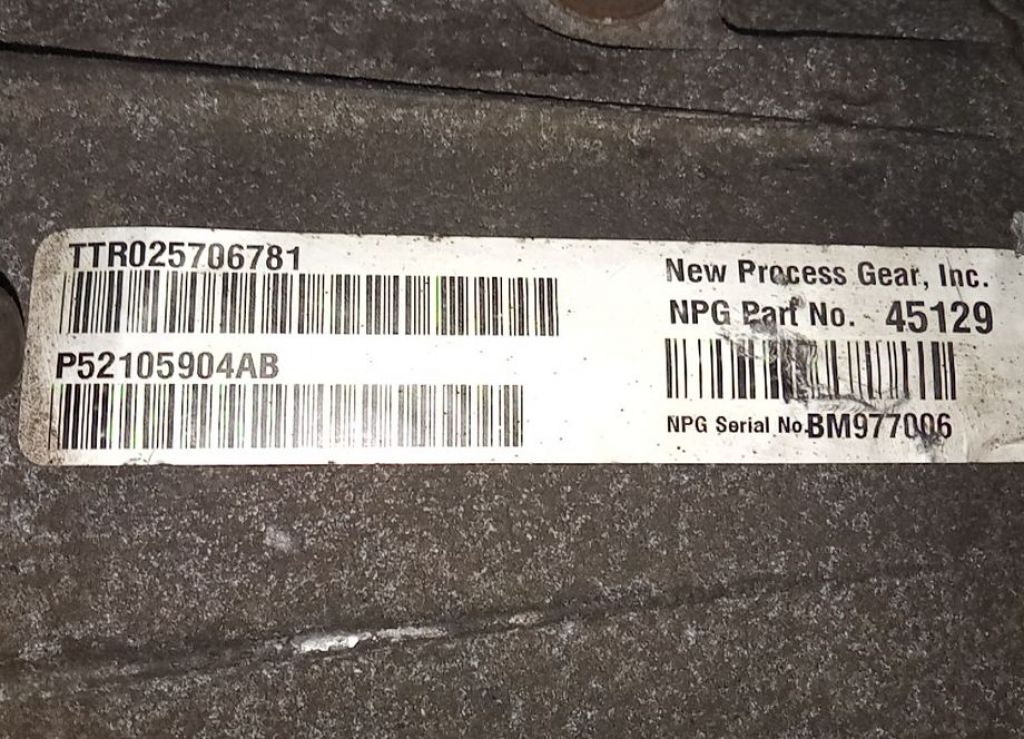 TTR025706781
P52105904AB
New Process Gear, Inc.
NPG Part No. 45129
NPG Serial No.BM977006